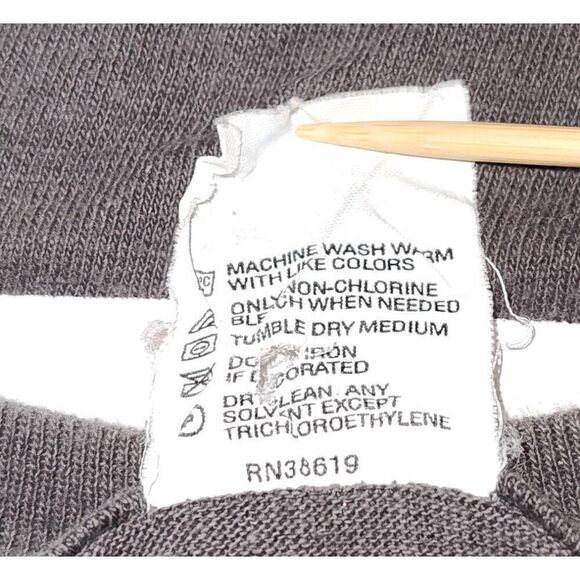 MACHINE WASH WARM
WITH LIKE COLORS
NON-CHLORINE
WHEN NEEDED
TUMBLE DRY MEDIUM
IRON
IF
DRY CLEAN. ANY
SOLVENT EXCEPT
TRICHLOROETHYLENE
RN38619